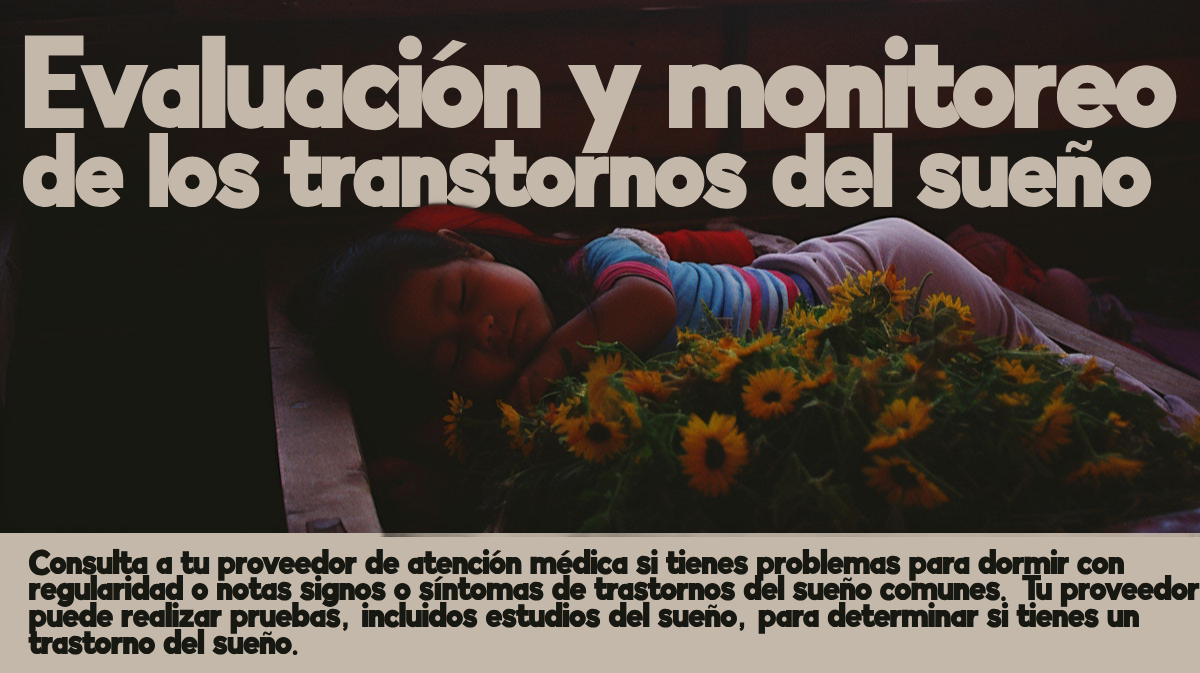 Evaluación y monitoreo
de los transtornos del sueño
Consulta a tu proveedor de atención médica si tienes problemas para dormir con
regularidad o notas signos o síntomas de trastornos del sueño comunes. Tu proveedor
puede realizar pruebas, incluidos estudios del sueño, para determinar si tienes un
trastorno del sueño.